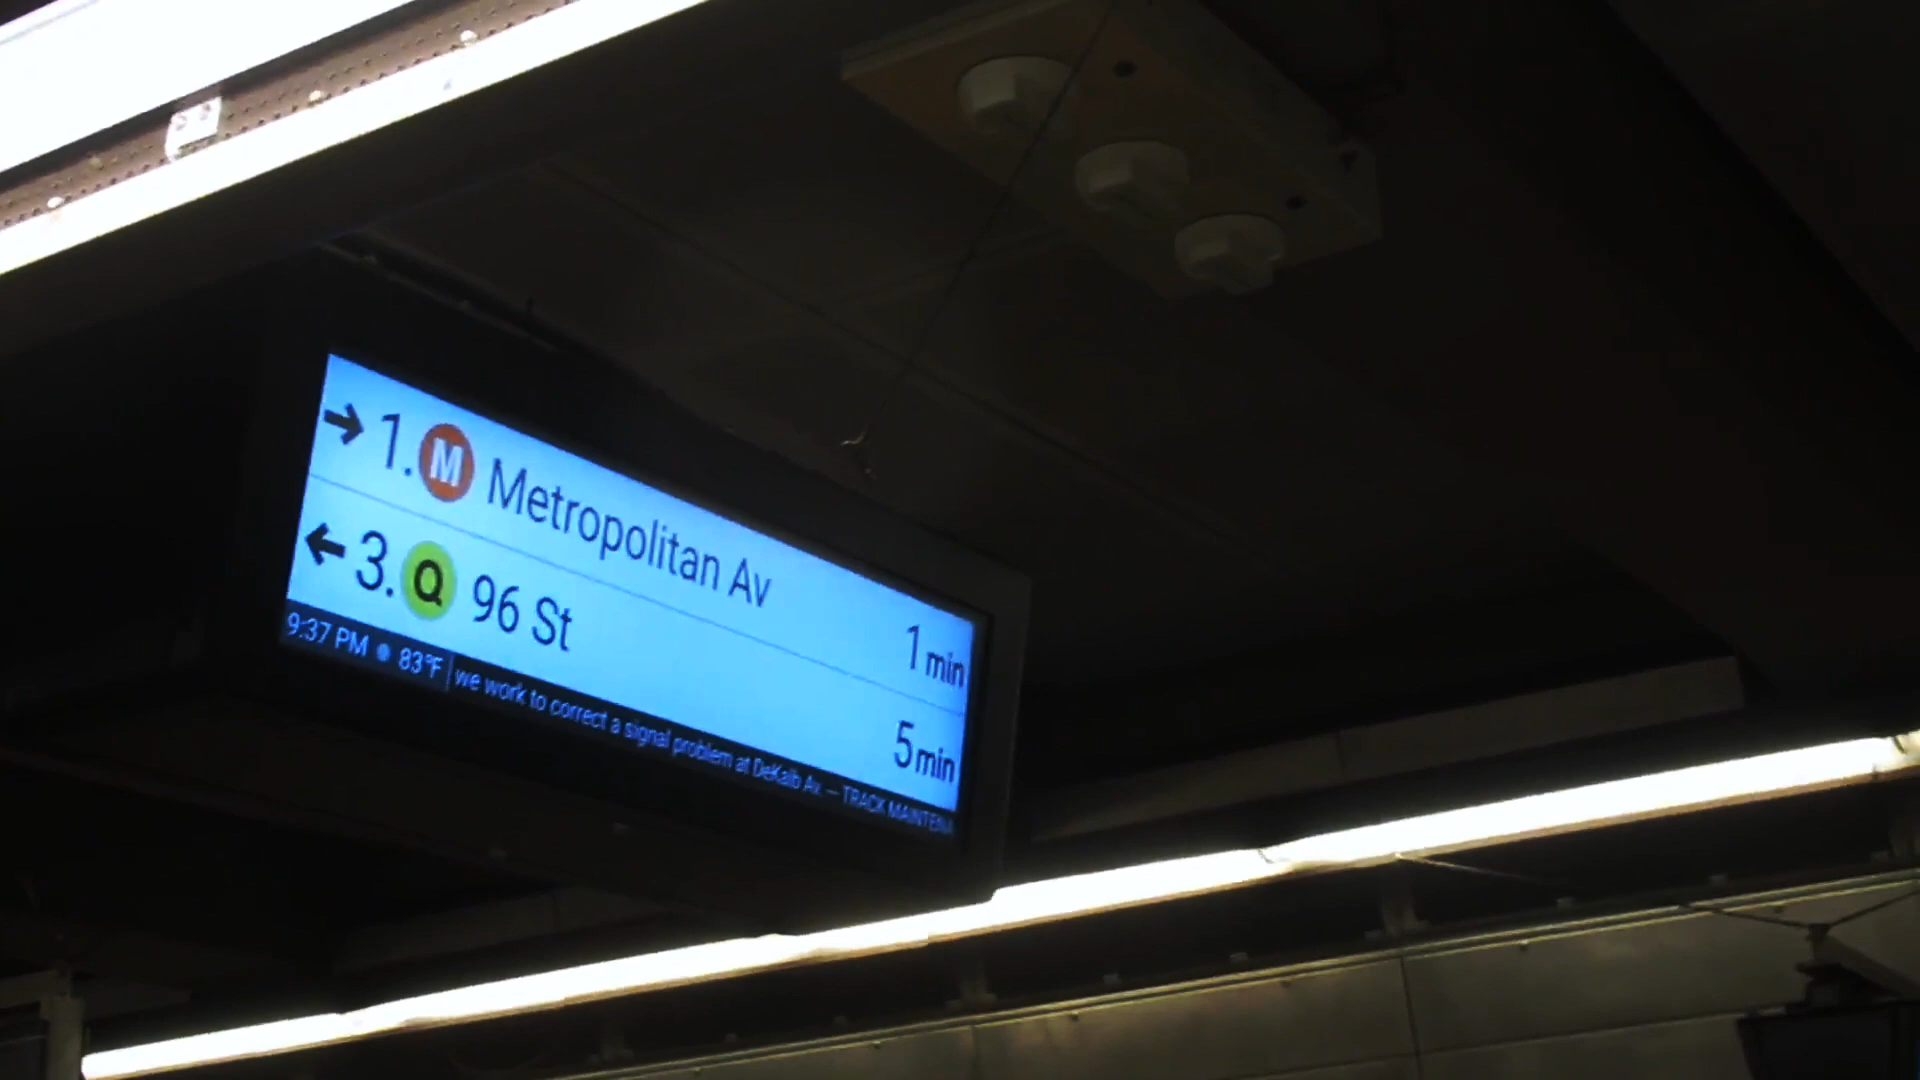 → 1. M Metropolitan Av 1 min
← 3. Q 96 St 5 min
9:37 PM 83°F we work to correct a signal problem at DeKalb Av. — TRACK MAINTEN